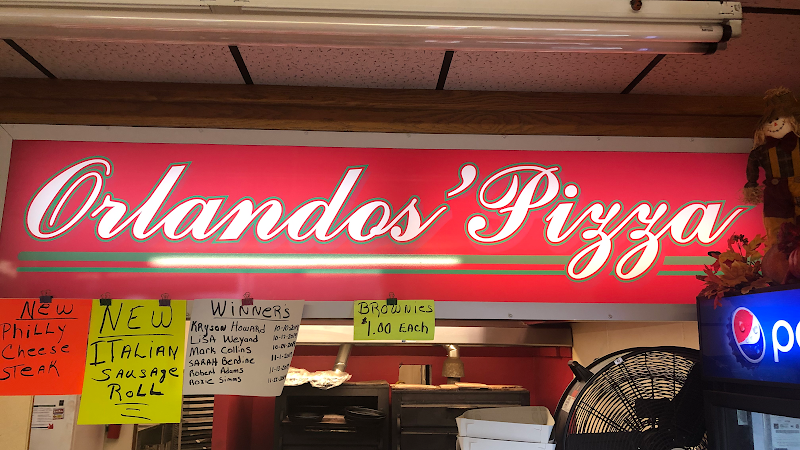 Orlandos' Pizza
NEW
PHILLY
CHEESE
STEAK
NEW
ITALIAN
SAUSAGE
ROLL
WINNER'S
KRYSON HOWARD
LISA WEYAND
MARK COLLINS
SARAH Berdine
Robert Adams
Roxie Simms
BROWNIES
$1.00 EACH